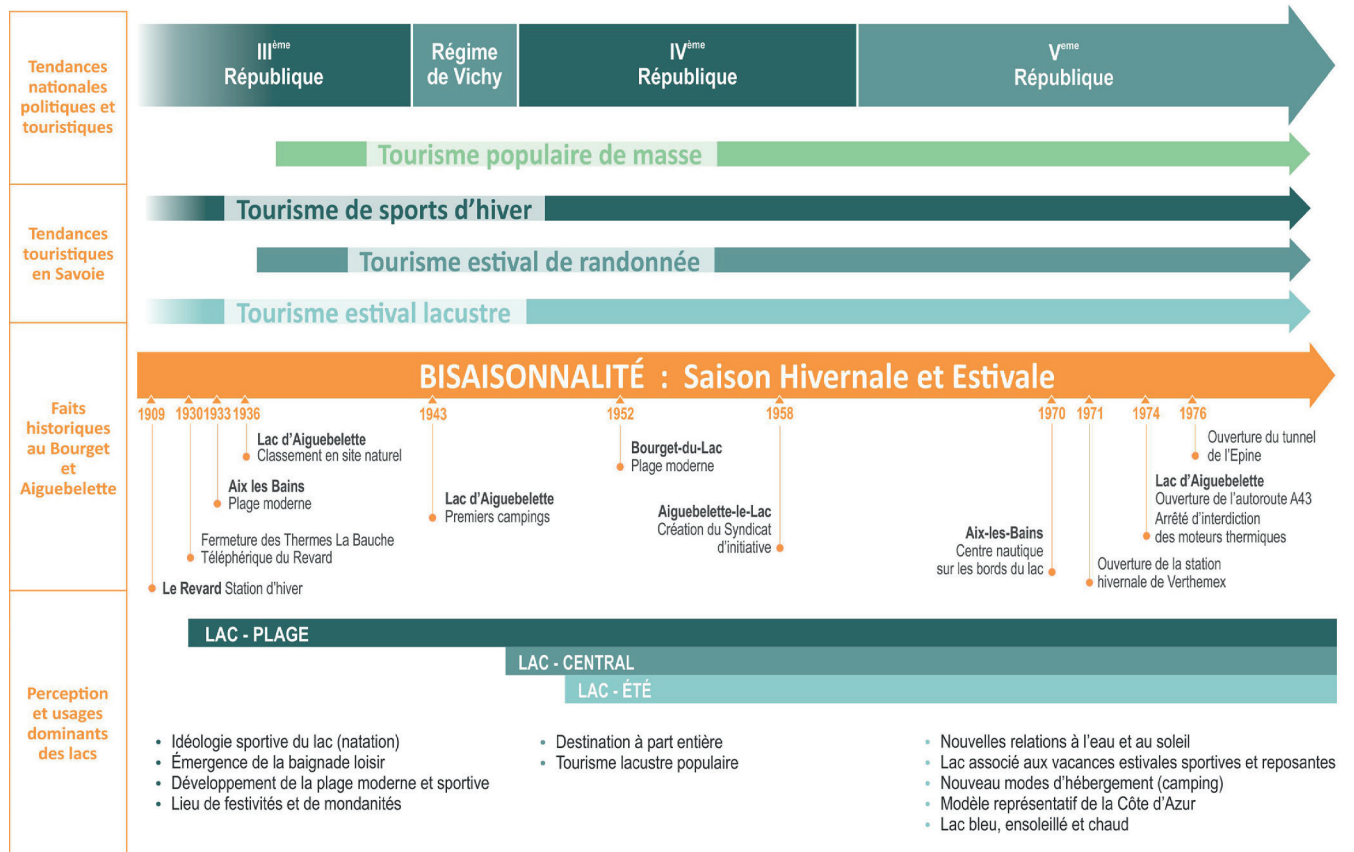 Tendances
nationales
politiques et
touristiques
IIIème
République
Régime
de Vichy
IVème
République
Veme
République
Tourisme populaire de masse
Tendances
touristiques
en Savoie
Tourisme de sports d'hiver
Tourisme estival de randonnée
Tourisme estival lacustre
Faits
historiques
au Bourget
et
Aiguebelette
BISAISONNALITÉ : Saison Hivernale et Estivale
1909
1930
1933
1936
1943
1952
1958
1970
1971
1974
1976
Lac d'Aiguebelette
Classement en site naturel
Aix les Bains
Plage moderne
Fermeture des Thermes La Bauche
Téléphérique du Revard
Le Revard Station d'hiver
Lac d'Aiguebelette
Premiers campings
Bourget-du-Lac
Plage moderne
Aiguebelette-le-Lac
Création du Syndicat
d'initiative
Aix-les-Bains
Centre nautique
sur les bords du lac
Ouverture de la station
hivernale de Verthemex
Lac d'Aiguebelette
Ouverture de l'autoroute A43
Arrêté d'interdiction
des moteurs thermiques
Ouverture du tunnel
de l'Epine
Perception
et usages
dominants
des lacs
LAC - PLAGE
LAC - CENTRAL
LAC - ÉTÉ
• Idéologie sportive du lac (natation)
• Émergence de la baignade loisir
• Développement de la plage moderne et sportive
• Lieu de festivités et de mondanités
• Destination à part entière
• Tourisme lacustre populaire
• Nouvelles relations à l'eau et au soleil
• Lac associé aux vacances estivales sportives et reposantes
• Nouveau modes d'hébergement (camping)
• Modèle représentatif de la Côte d'Azur
• Lac bleu, ensoleillé et chaud